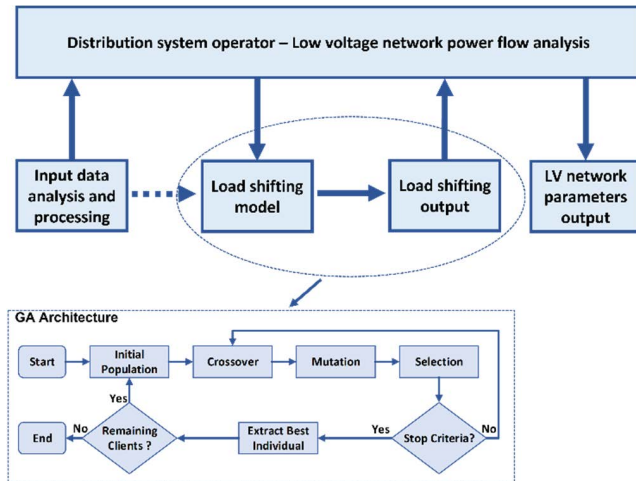 Distribution system operator – Low voltage network power flow analysis
Input data
analysis and
processing
Load shifting
model
Load shifting
output
LV network
parameters
output
GA Architecture
Start
Initial
Population
Crossover
Mutation
Selection
Yes
End
No
Remaining
Clients ?
Extract Best
Individual
Yes
Stop Criteria?
No